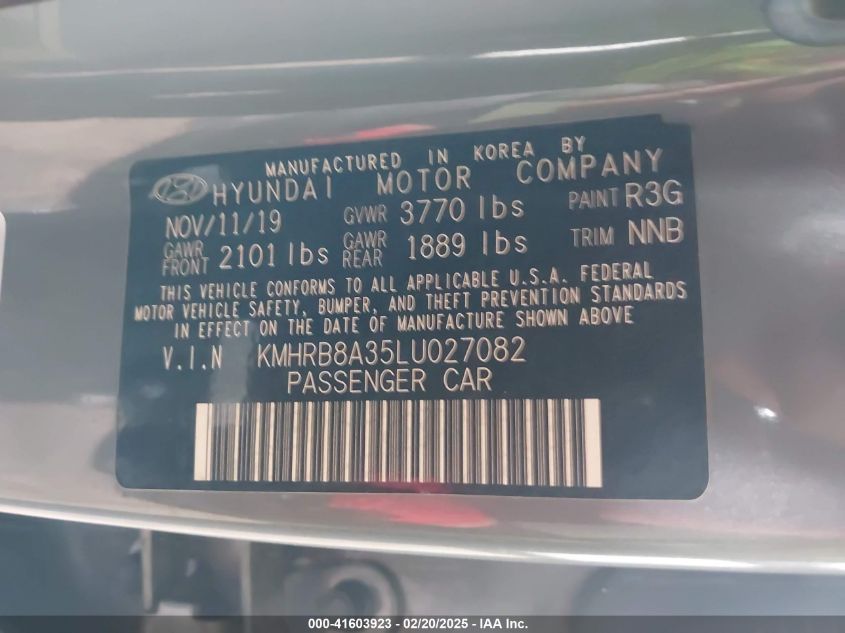 MANUFACTURED IN KOREA BY
HYUNDAI MOTOR COMPANY
NOV/11/19 GVWR 3770 lbs PAINT R3G
GAWR FRONT 2101 lbs GAWR REAR 1889 lbs TRIM NNB
THIS VEHICLE CONFORMS TO ALL APPLICABLE U.S.A. FEDERAL
MOTOR VEHICLE SAFETY, BUMPER, AND THEFT PREVENTION STANDARDS
IN EFFECT ON THE DATE OF MANUFACTURE SHOWN ABOVE
V.I.N KMHRB8A35LU027082
PASSENGER CAR
000-41603923 - 02/20/2025 - IAA Inc.